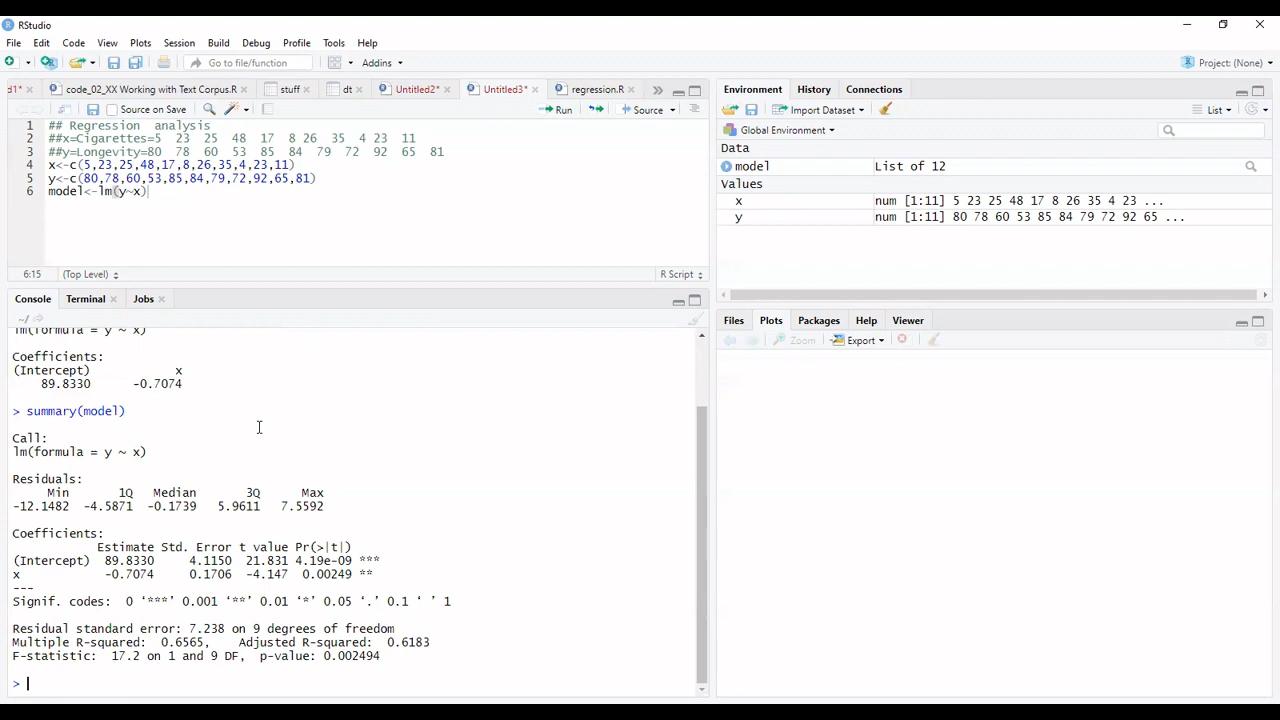 RStudio
File Edit Code View Plots Session Build Debug Profile Tools Help
Go to file/function Addins Project: (None)
d1* code_02_XX Working with Text Corpus.R stuff dt Untitled2* Untitled3* regression.R
Source on Save Run Source
1 ## Regression analysis
2 ##x=Cigarettes=5 23 25 48 17 8 26 35 4 23 11
3 ##y=Longevity=80 78 60 53 85 84 79 72 92 65 81
4 x<-c(5,23,25,48,17,8,26,35,4,23,11)
5 y<-c(80,78,60,53,85,84,79,72,92,65,81)
6 model<-lm(y~x)
6:15 (Top Level) R Script
Console Terminal Jobs
~/
lm(formula = y ~ x)
Coefficients:
(Intercept) x
89.8330 -0.7074
> summary(model)
Call:
lm(formula = y ~ x)
Residuals:
Min 1Q Median 3Q Max
-12.1482 -4.5871 -0.1739 5.9611 7.5592
Coefficients:
Estimate Std. Error t value Pr(>|t|)
(Intercept) 89.8330 4.1150 21.831 4.19e-09 ***
x -0.7074 0.1706 -4.147 0.00249 **
---
Signif. codes: 0 ‘***’ 0.001 ‘**’ 0.01 ‘*’ 0.05 ‘.’ 0.1 ‘ ’ 1
Residual standard error: 7.238 on 9 degrees of freedom
Multiple R-squared: 0.6565, Adjusted R-squared: 0.6183
F-statistic: 17.2 on 1 and 9 DF, p-value: 0.002494
>
Environment History Connections
Import Dataset List
Global Environment
Data
model List of 12
Values
x num [1:11] 5 23 25 48 17 8 26 35 4 23 ...
y num [1:11] 80 78 60 53 85 84 79 72 92 65 ...
Files Plots Packages Help Viewer
Zoom Export